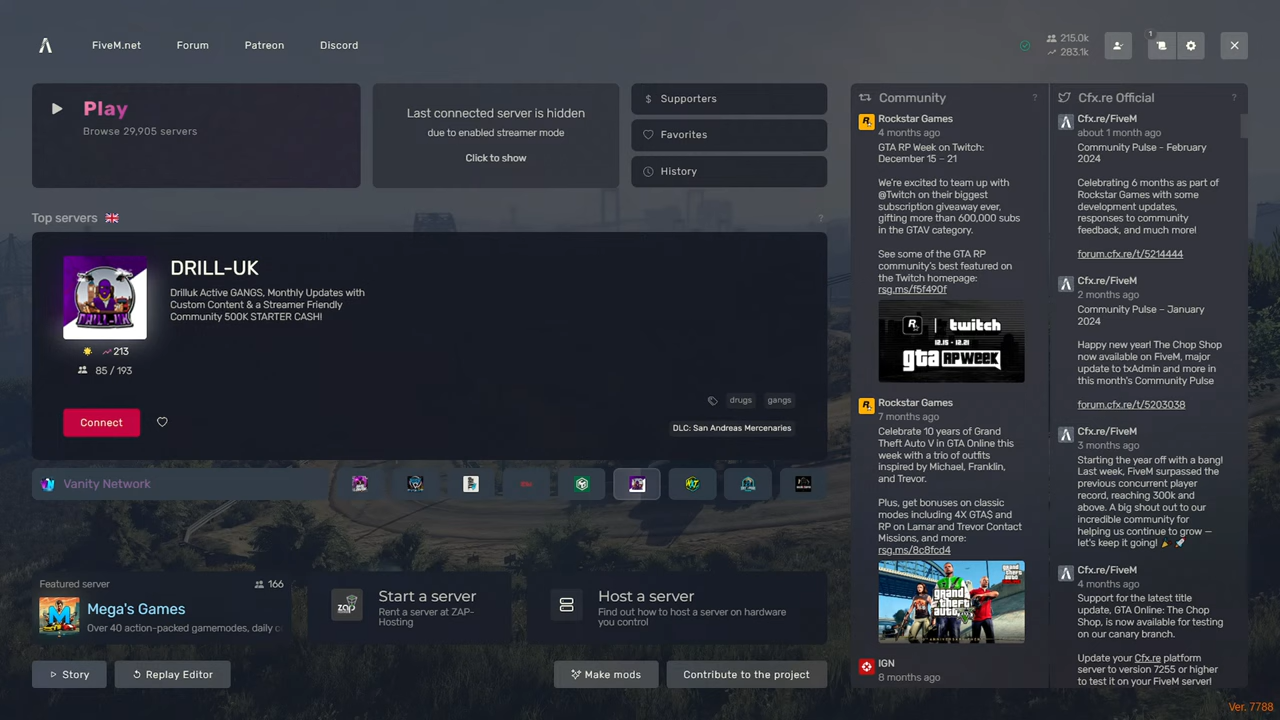 FiveM.net
Forum
Patreon
Discord
215.0k
283.1k
1
Play
Browse 29,905 servers
Last connected server is hidden
due to enabled streamer mode
Click to show
$ Supporters
Favorites
History
Top servers
?
DRILL-UK
Drilluk Active GANGS, Monthly Updates with
Custom Content & a Streamer Friendly
Community 500K STARTER CASH!
DRILL-UK
213
85 / 193
drugs
gangs
Connect
DLC: San Andreas Mercenaries
Vanity Network
Featured server
166
Mega's Games
Over 40 action-packed gamemodes, daily c
ZAP
Start a server
Rent a server at ZAP-
Hosting
Host a server
Find out how to host a server on hardware
you control
Story
Replay Editor
Make mods
Contribute to the project
Community
?
Rockstar Games
4 months ago
GTA RP Week on Twitch:
December 15 – 21
We're excited to team up with
@Twitch on their biggest
subscription giveaway ever,
gifting more than 600,000 subs
in the GTAV category.
See some of the GTA RP
community's best featured on
the Twitch homepage:
rsg.ms/f5f490f
R twitch
12.15 - 12.21
gta RP WEEK
Rockstar Games
7 months ago
Celebrate 10 years of Grand
Theft Auto V in GTA Online this
week with a trio of outfits
inspired by Michael, Franklin,
and Trevor.
Plus, get bonuses on classic
modes including 4X GTA$ and
RP on Lamar and Trevor Contact
Missions, and more:
rsg.ms/8c8fcd4
grand
theft
auto
IGN
8 months ago
Cfx.re Official
?
Cfx.re/FiveM
about 1 month ago
Community Pulse - February
2024
Celebrating 6 months as part of
Rockstar Games with some
development updates,
responses to community
feedback, and much more!
forum.cfx.re/t/5214444
Cfx.re/FiveM
2 months ago
Community Pulse – January
2024
Happy new year! The Chop Shop
now available on FiveM, major
update to txAdmin and more in
this month's Community Pulse
forum.cfx.re/t/5203038
Cfx.re/FiveM
3 months ago
Starting the year off with a bang!
Last week, FiveM surpassed the
previous concurrent player
record, reaching 300k and
above. A big shout out to our
incredible community for
helping us continue to grow —
let's keep it going! 🎉 🚀
Cfx.re/FiveM
4 months ago
Support for the latest title
update, GTA Online: The Chop
Shop, is now available for testing
on our canary branch.
Update your Cfx.re platform
server to version 7255 or higher
to test it on your FiveM server!
Ver. 7788